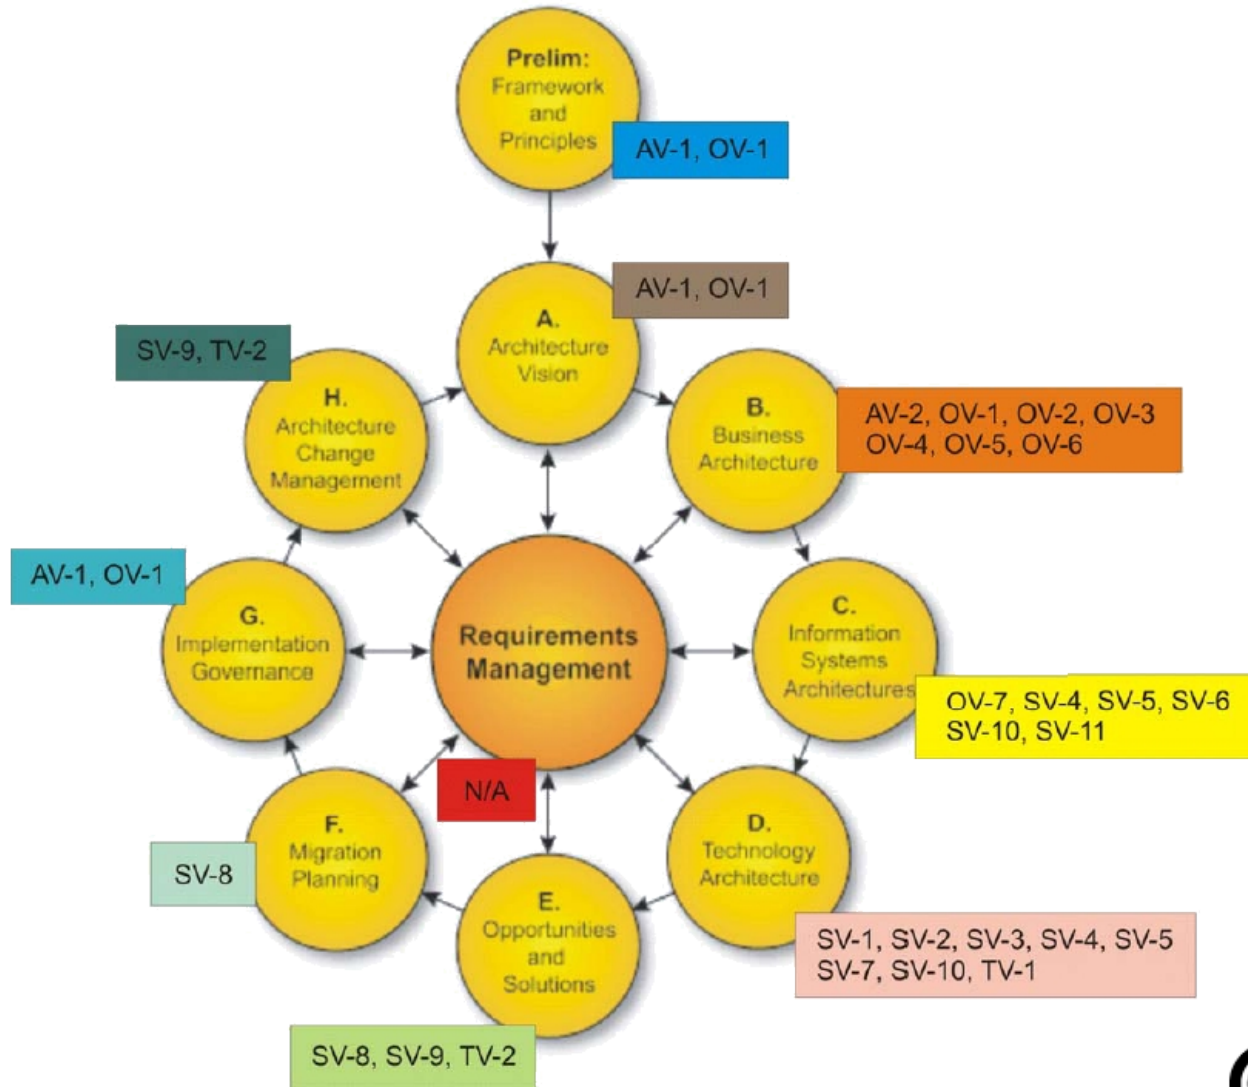 Prelim:
Framework
and
Principles
AV-1, OV-1
AV-1, OV-1
A.
Architecture
Vision
SV-9, TV-2
H.
Architecture
Change
Management
B.
Business
Architecture
AV-2, OV-1, OV-2, OV-3
OV-4, OV-5, OV-6
AV-1, OV-1
G.
Implementation
Governance
Requirements
Management
C.
Information
Systems
Architectures
OV-7, SV-4, SV-5, SV-6
SV-10, SV-11
N/A
F.
Migration
Planning
SV-8
D.
Technology
Architecture
SV-1, SV-2, SV-3, SV-4, SV-5
SV-7, SV-10, TV-1
E.
Opportunities
and
Solutions
SV-8, SV-9, TV-2